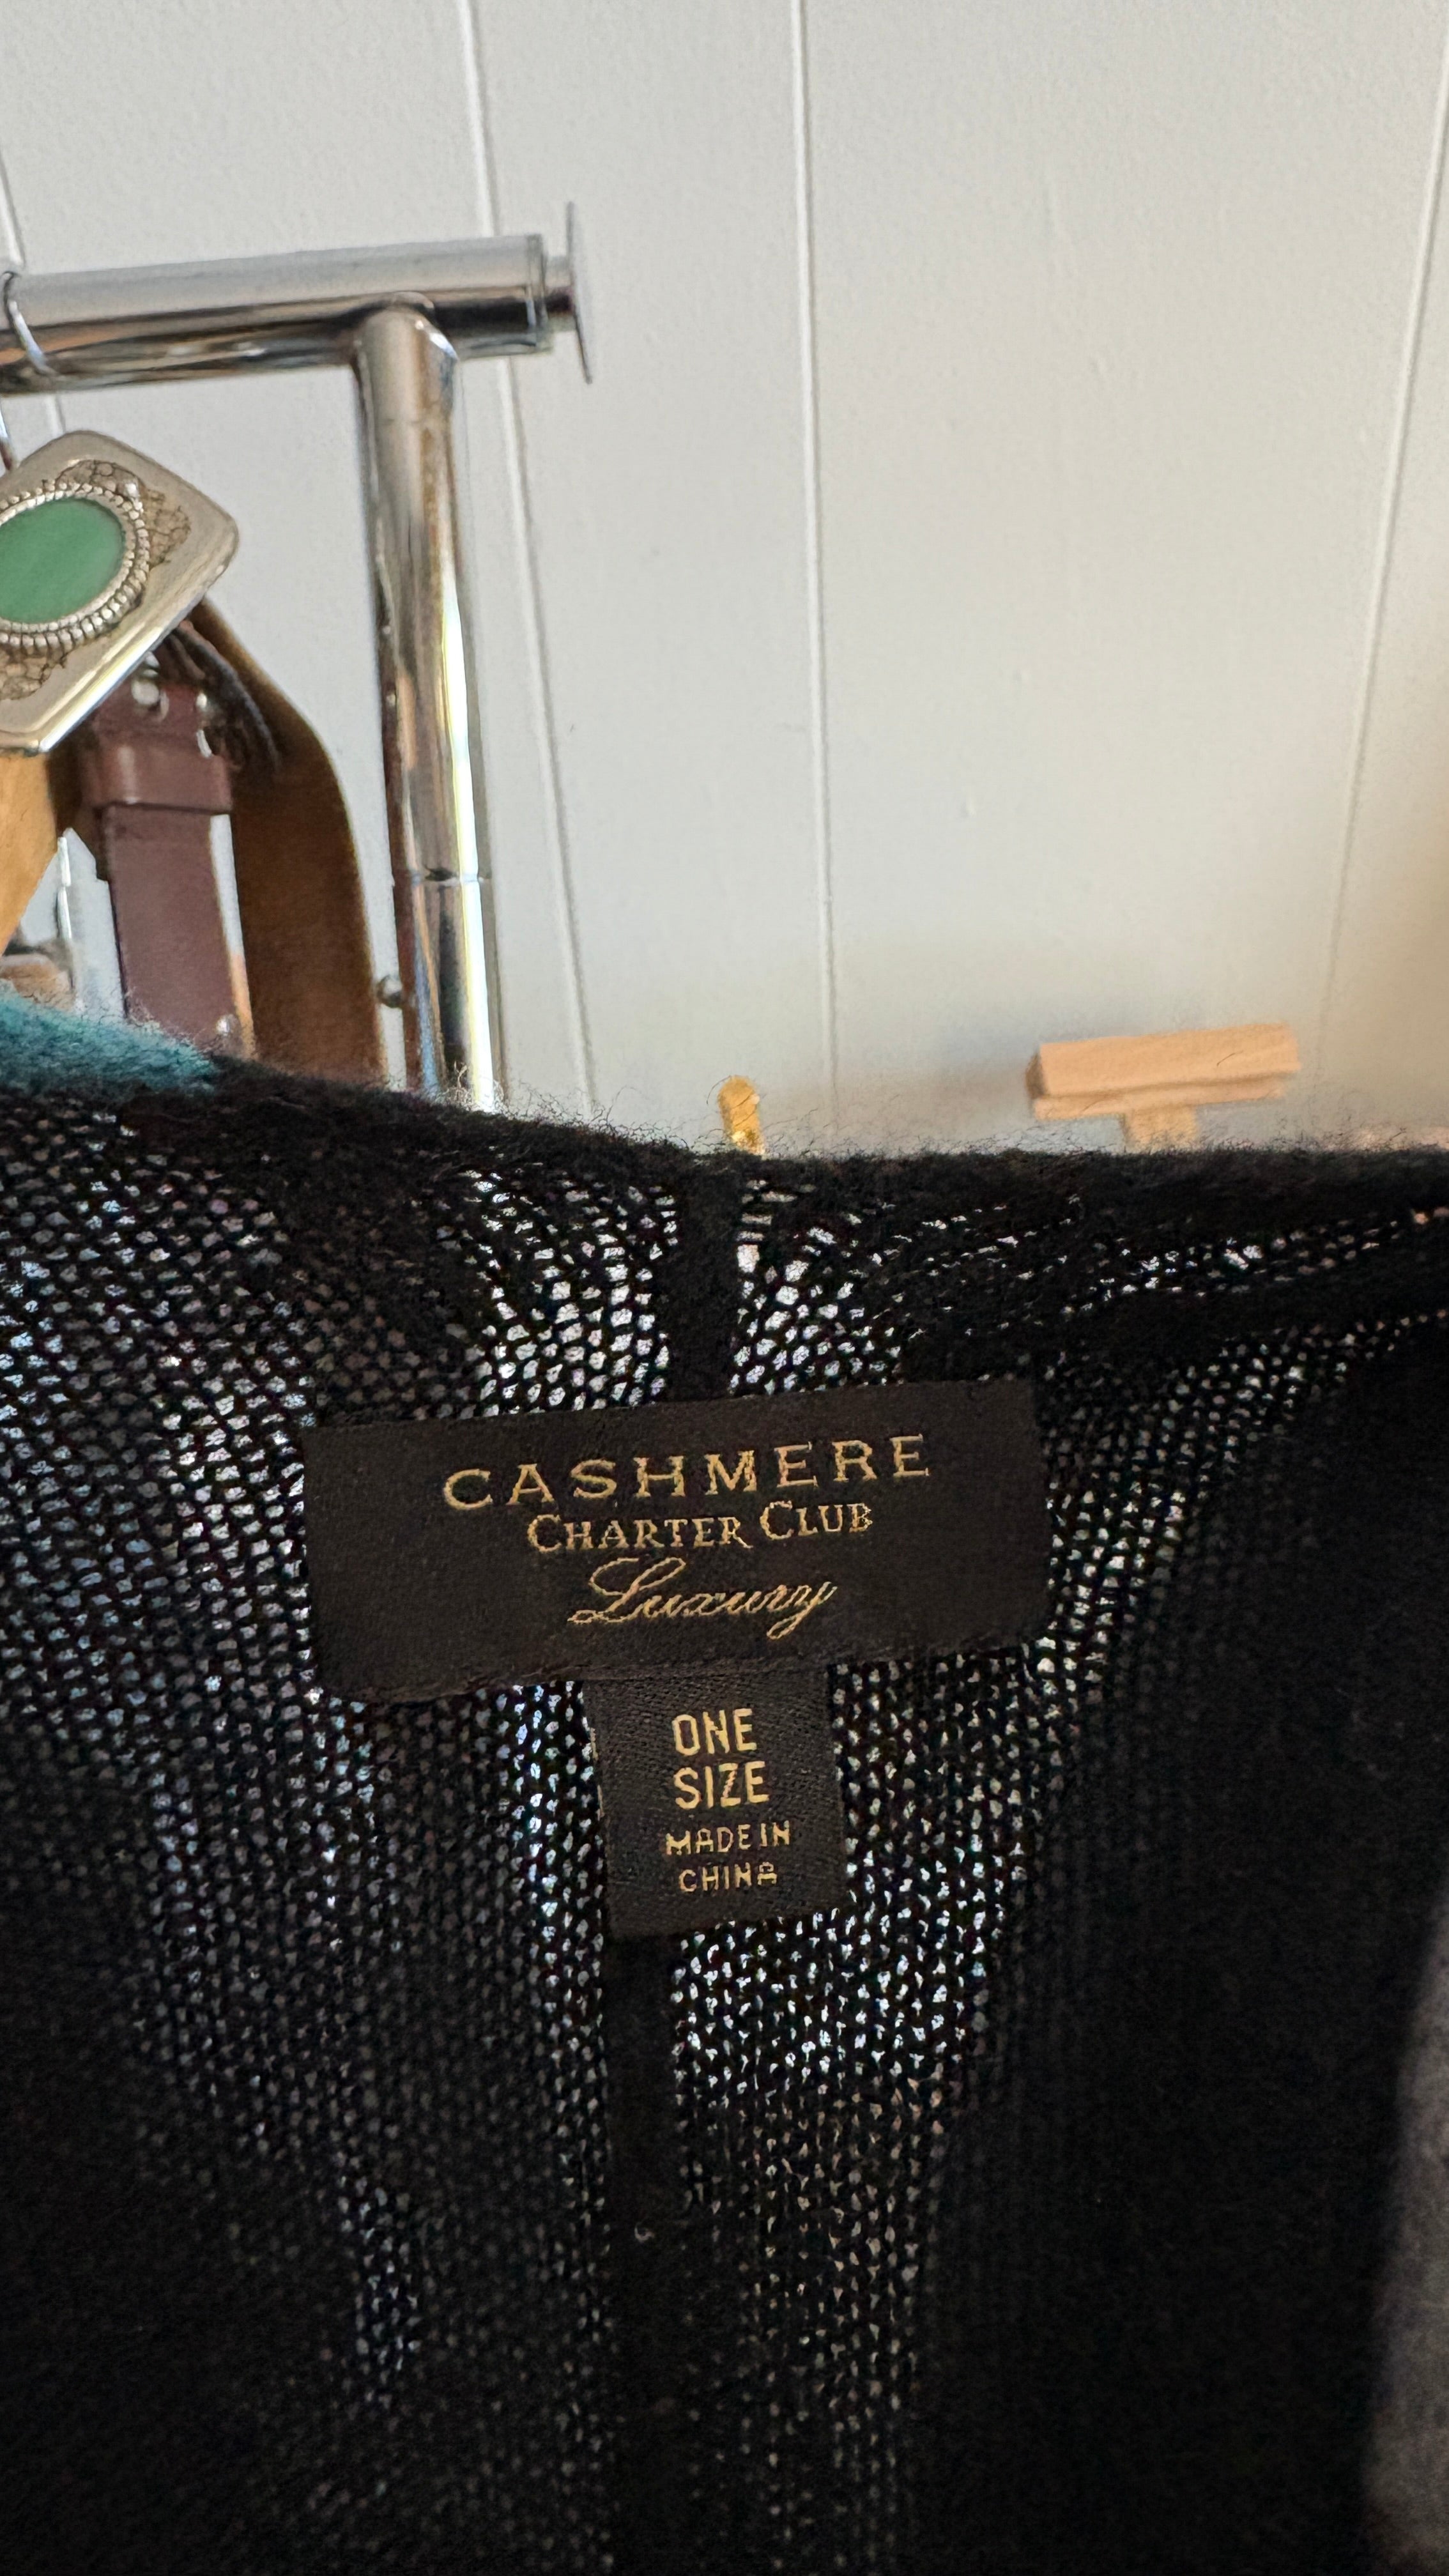 CASHMERE
CHARTER CLUB
Luxury
ONE
SIZE
MADE IN
CHINA